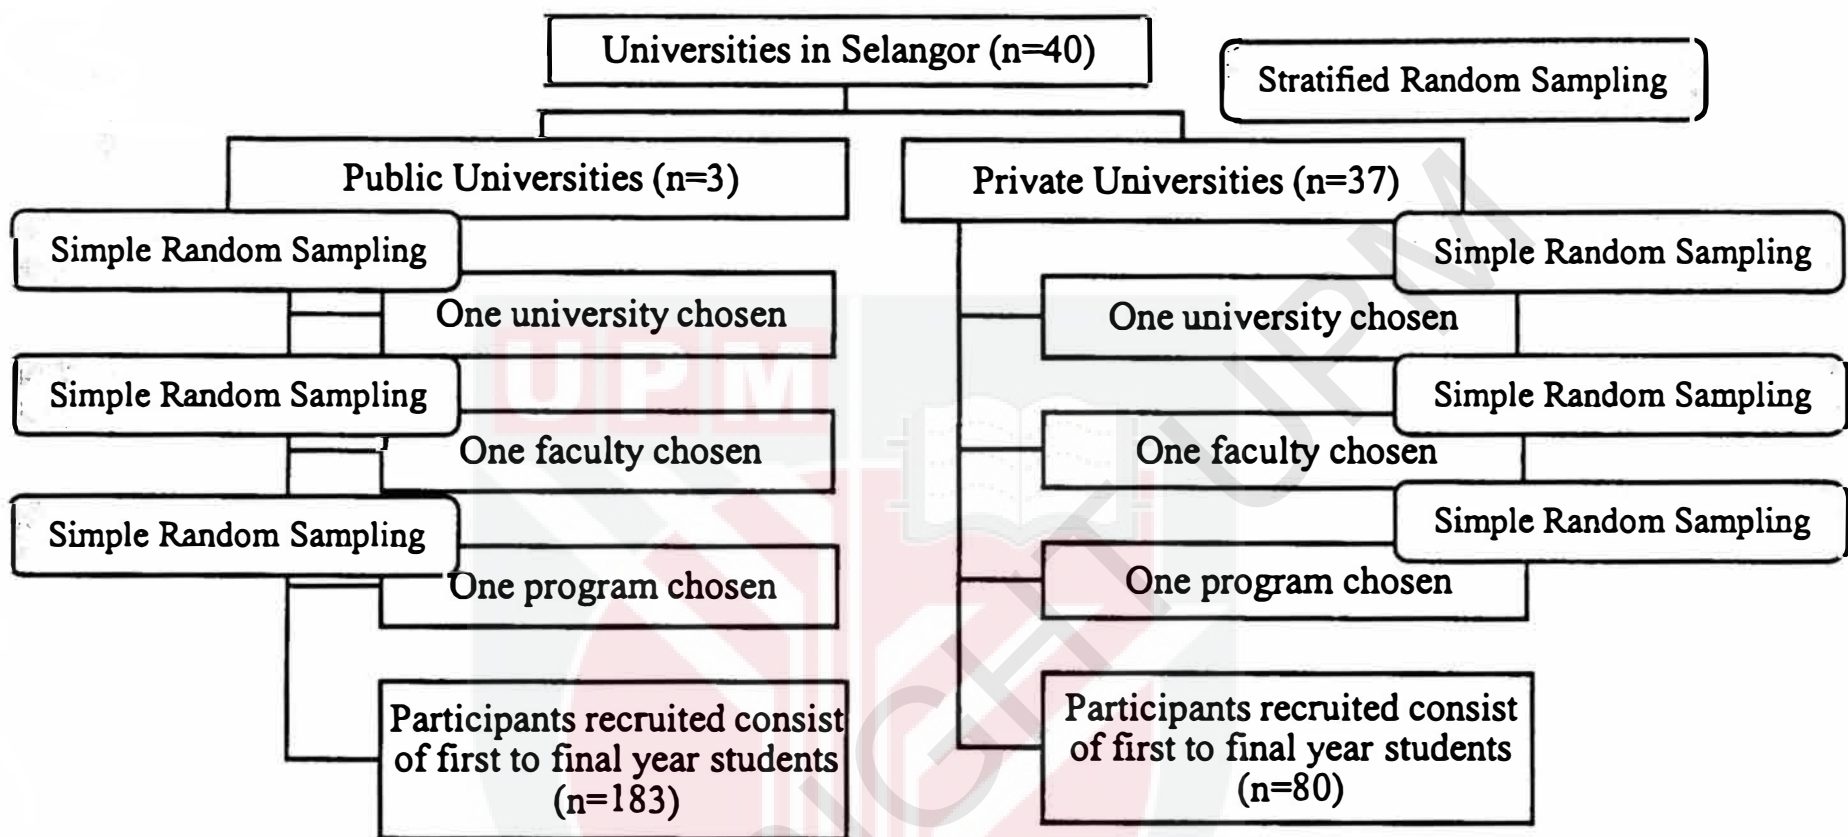 Universities in Selangor (n=40)
Stratified Random Sampling
Public Universities (n=3)
Private Universities (n=37)
Simple Random Sampling
One university chosen
Simple Random Sampling
One faculty chosen
Simple Random Sampling
One program chosen
Participants recruited consist
of first to final year students
(n=183)
Simple Random Sampling
One university chosen
Simple Random Sampling
One faculty chosen
Simple Random Sampling
One program chosen
Participants recruited consist
of first to final year students
(n=80)
UPM
IGHT UPM